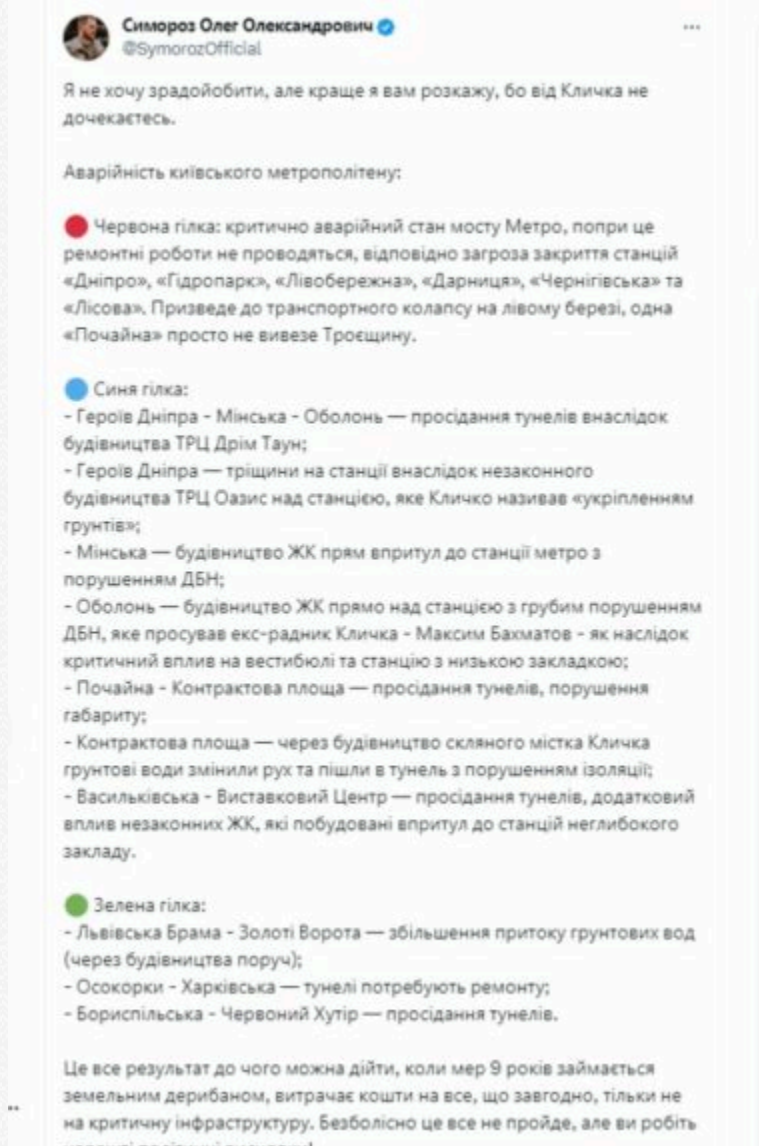 Симороз Олег Олександрович
@SymorozOfficial
Я не хочу зрадойобити, але краще я вам розкажу, бо від Кличка не
дочекаєтесь.
Аварійність київського метрополітену:
Червона гілка: критично аварійний стан мосту Метро, попри це
ремонтні роботи не проводяться, відповідно загроза закриття станцій
«Дніпро», «Гідропарк», «Лівобережна», «Дарниця», «Чернігівська» та
«Лісова». Призведе до транспортного колапсу на лівому березі, одна
«Почайна» просто не вивезе Троєщину.
Синя гілка:
- Героїв Дніпра - Мінська - Оболонь — просідання тунелів внаслідок
будівництва ТРЦ Дрім Таун;
- Героїв Дніпра — тріщини на станції внаслідок незаконного
будівництва ТРЦ Оазис над станцією, яке Кличко називав «укріпленням
грунтів»;
- Мінська — будівництво ЖК прям впритул до станції метро з
порушенням ДБН;
- Оболонь — будівництво ЖК прямо над станцією з грубим порушенням
ДБН, яке просував екс-радник Кличка - Максим Бахматов - як наслідок
критичний вплив на вестибюлі та станцію з низькою закладкою;
- Почайна - Контрактова площа — просідання тунелів, порушення
габариту;
- Контрактова площа — через будівництво скляного містка Кличка
грунтові води змінили рух та пішли в тунель з порушенням ізоляції;
- Васильківська - Виставковий Центр — просідання тунелів, додатковий
вплив незаконних ЖК, які побудовані впритул до станцій неглибокого
закладу.
Зелена гілка:
- Львівська Брама - Золоті Ворота — збільшення притоку грунтових вод
(через будівництва поруч);
- Осокорки - Харківська — тунелі потребують ремонту;
- Бориспільська - Червоний Хутір — просідання тунелів.
Це все результат до чого можна дійти, коли мер 9 років займається
земельним дерибаном, витрачає кошти на все, що завгодно, тільки не
на критичну інфраструктуру. Безболісно це все не пройде, але ви робіть